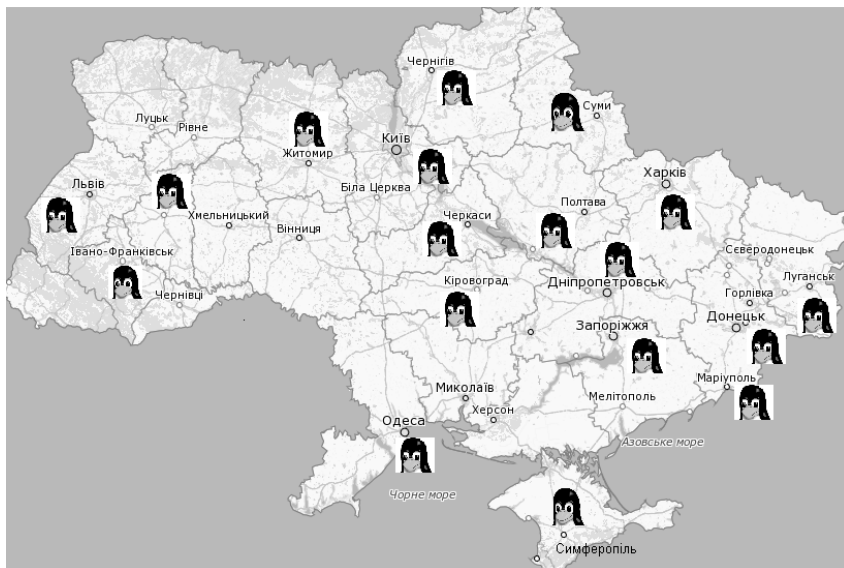 Чернігів
Суми
Луцьк
Рівне
Київ
Житомир
Харків
Львів
Біла Церква
Полтава
Хмельницький
Черкаси
Вінниця
Івано-Франківськ
Сєверодонецьк
Чернівці
Кіровоград
Дніпропетровськ
Луганськ
Горлівка
Запоріжжя
Донецьк
Маріуполь
Миколаїв
Мелітополь
Херсон
Одеса
Азовське море
Чорне море
Симферопіль